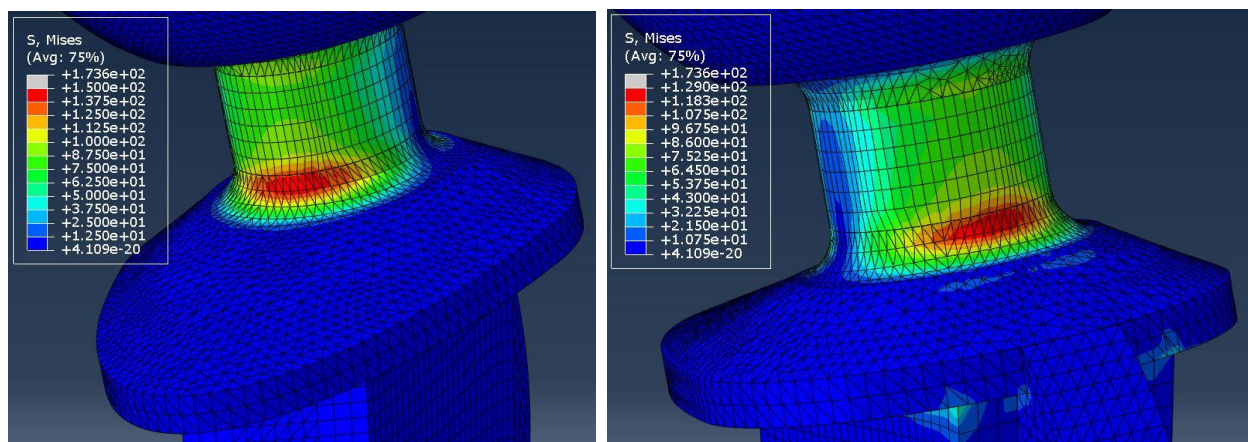 S, Mises
(Avg: 75%)
+1.736e+02
+1.500e+02
+1.375e+02
+1.250e+02
+1.125e+02
+1.000e+02
+8.750e+01
+7.500e+01
+6.250e+01
+5.000e+01
+3.750e+01
+2.500e+01
+1.250e+01
+4.109e-20
S, Mises
(Avg: 75%)
+1.736e+02
+1.290e+02
+1.183e+02
+1.075e+02
+9.675e+01
+8.600e+01
+7.525e+01
+6.450e+01
+5.375e+01
+4.300e+01
+3.225e+01
+2.150e+01
+1.075e+01
+4.109e-20